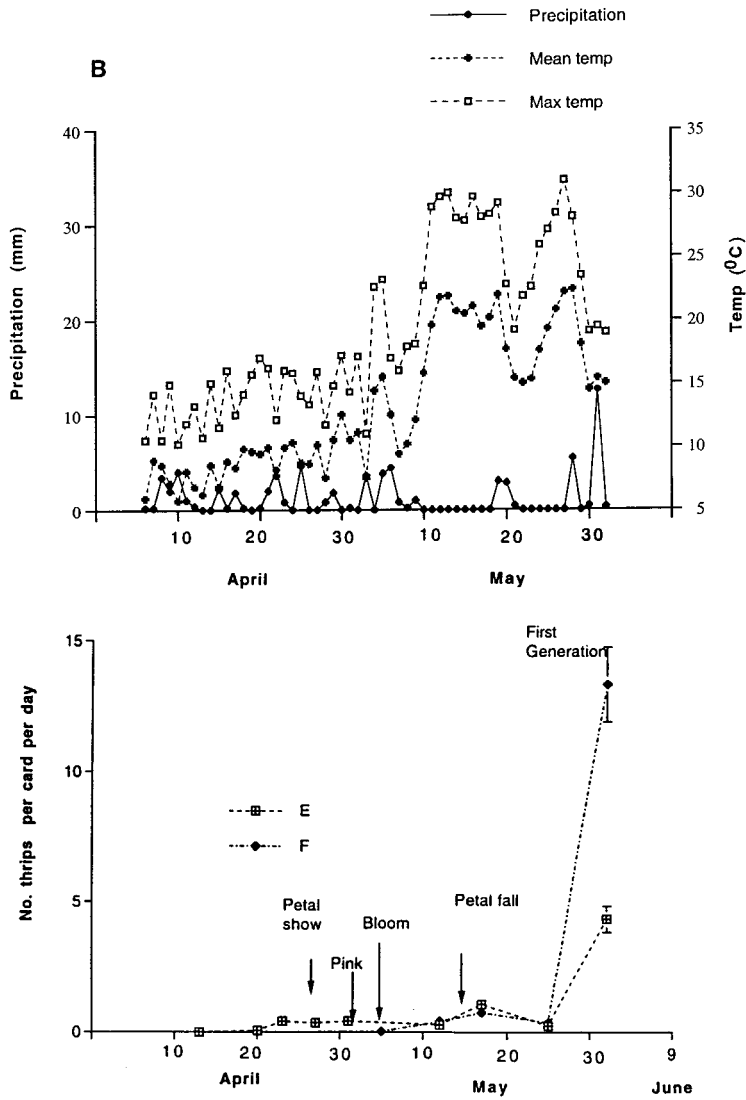 Precipitation
Mean temp
Max temp
B
40
30
20
10
0
Precipitation (mm)
35
30
25
20
15
10
5
Temp (⁰C)
10 20 30 10 20 30
April May
15
10
5
0
No. thrips per card per day
First
Generation
E
F
Petal
show
Pink
Bloom
Petal fall
10 20 30 10 20 30 9
April May June